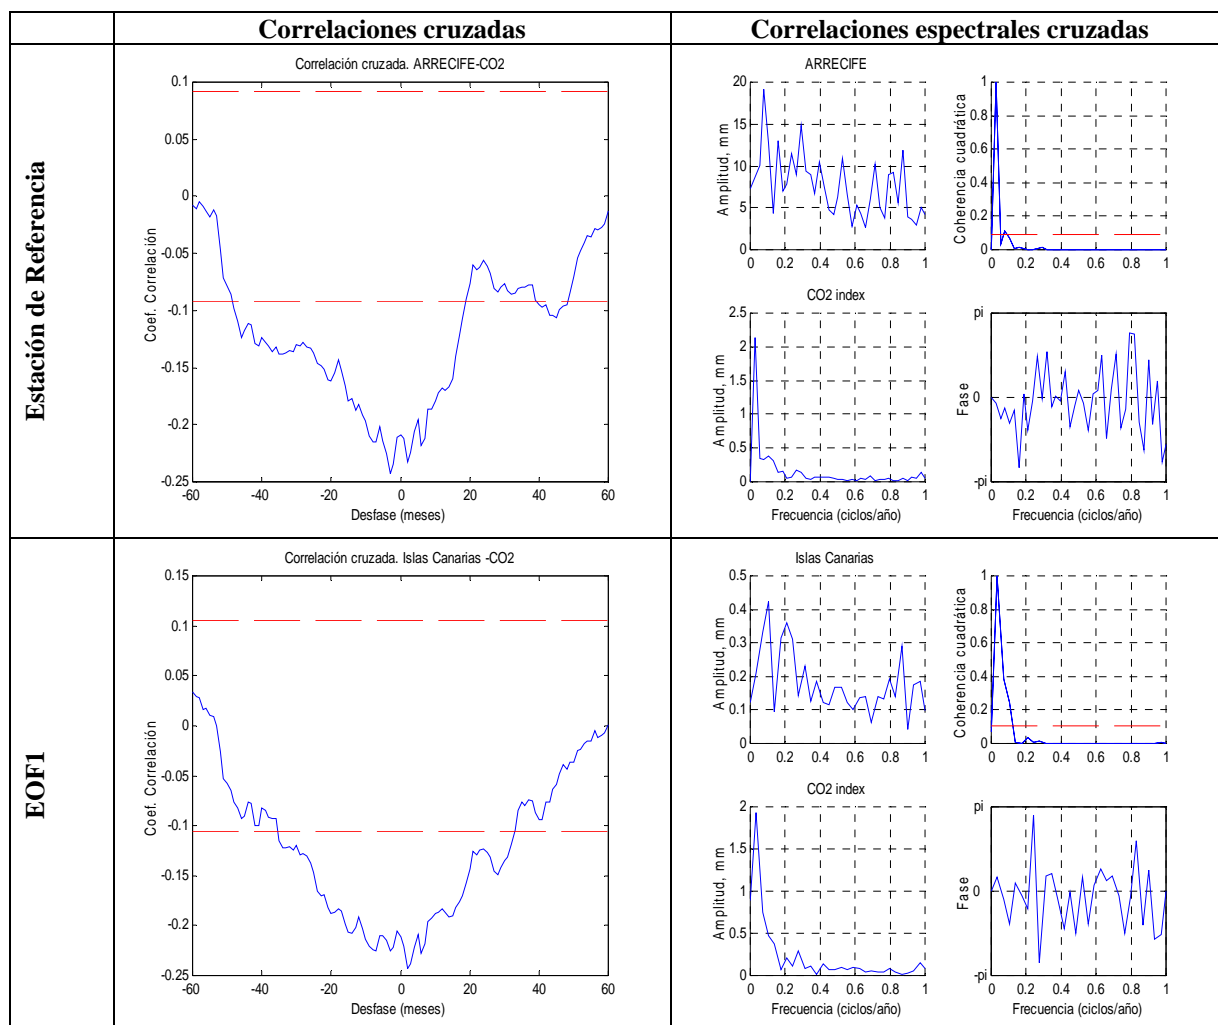 Correlaciones cruzadas
Correlaciones espectrales cruzadas
Estación de Referencia
Correlación cruzada. ARRECIFE-CO2
0.1
0.05
0
-0.05
-0.1
-0.15
-0.2
-0.25
Coef. Correlación
-60 -40 -20 0 20 40 60
Desfase (meses)
ARRECIFE
20
15
10
5
0
Amplitud, mm
0 0.2 0.4 0.6 0.8 1
1
0.8
0.6
0.4
0.2
0
Coherencia cuadrática
0 0.2 0.4 0.6 0.8 1
CO2 index
2.5
2
1.5
1
0.5
0
Amplitud, mm
0 0.2 0.4 0.6 0.8 1
Frecuencia (ciclos/año)
pi
0
-pi
Fase
0 0.2 0.4 0.6 0.8 1
Frecuencia (ciclos/año)
EOF1
Correlación cruzada. Islas Canarias -CO2
0.15
0.1
0.05
0
-0.05
-0.1
-0.15
-0.2
-0.25
Coef. Correlación
-60 -40 -20 0 20 40 60
Desfase (meses)
Islas Canarias
0.5
0.4
0.3
0.2
0.1
0
Amplitud, mm
0 0.2 0.4 0.6 0.8 1
1
0.8
0.6
0.4
0.2
0
Coherencia cuadrática
0 0.2 0.4 0.6 0.8 1
CO2 index
2
1.5
1
0.5
0
Amplitud, mm
0 0.2 0.4 0.6 0.8 1
Frecuencia (ciclos/año)
pi
0
-pi
Fase
0 0.2 0.4 0.6 0.8 1
Frecuencia (ciclos/año)